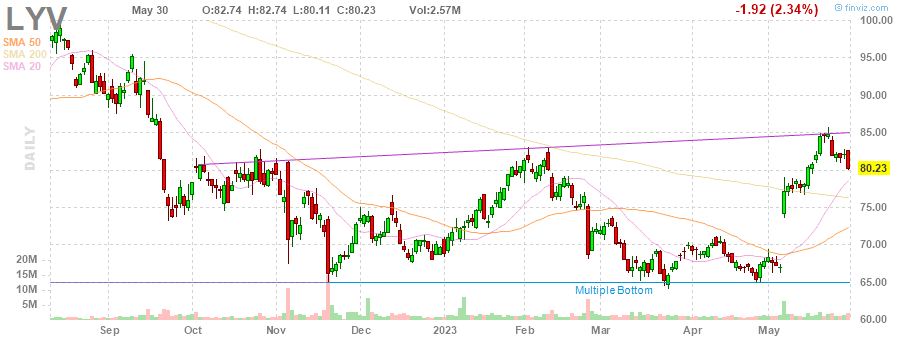 LYV
May 30 O:82.74 H:82.74 L:80.11 C:80.23 Vol:2.57M -1.92 (2.34%)
finviz.com
SMA 50
SMA 200
SMA 20
DAILY
100.00
95.00
90.00
85.00
80.23
75.00
70.00
65.00
60.00
20M
15M
10M
5M
Multiple Bottom
Sep Oct Nov Dec 2023 Feb Mar Apr May